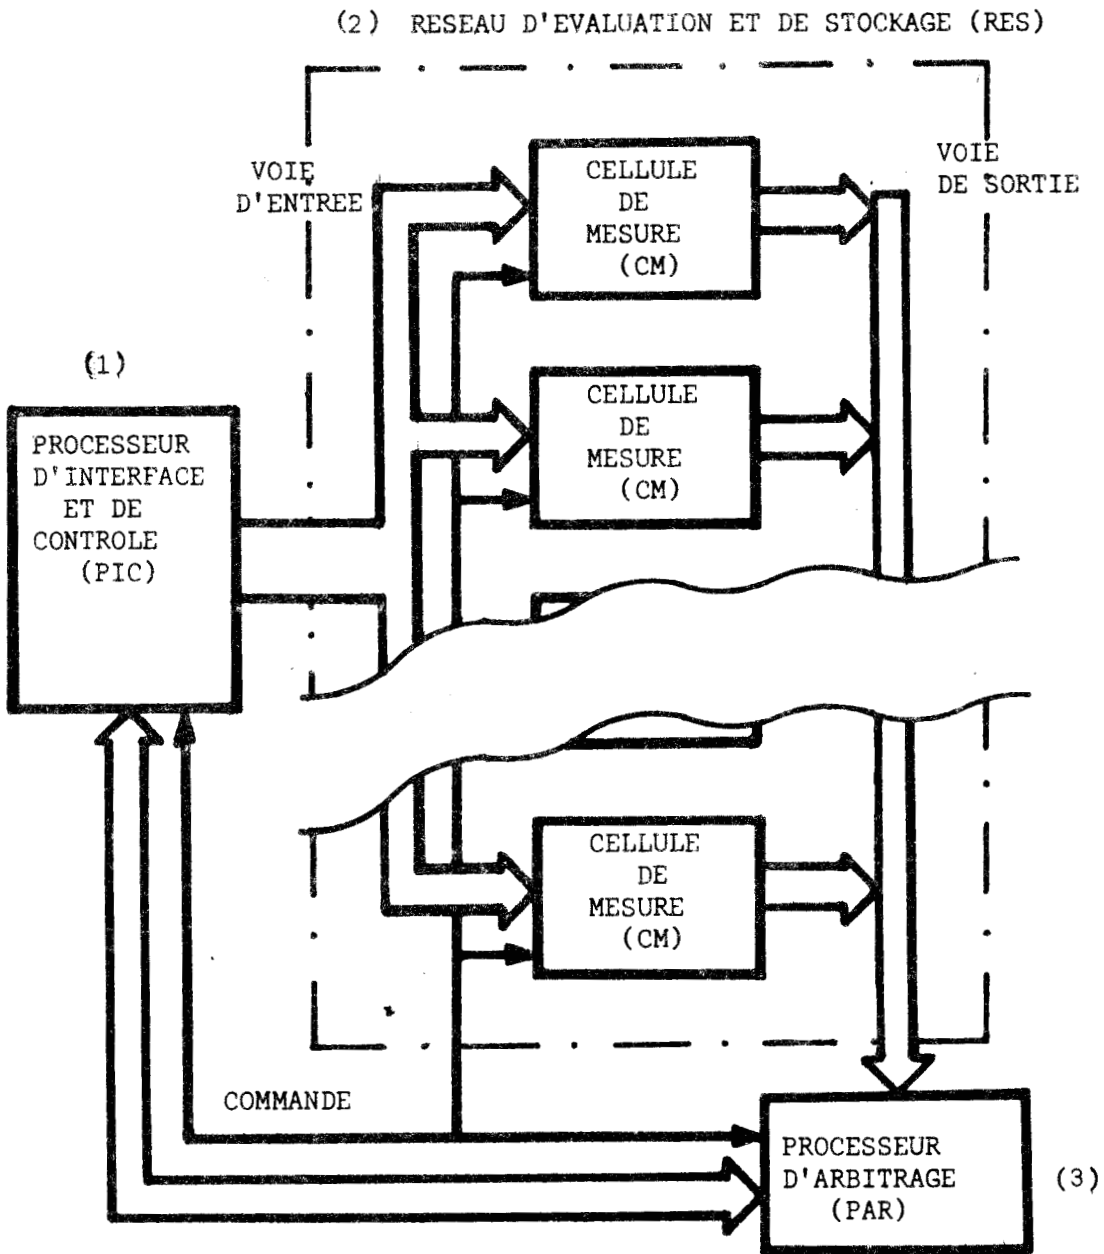 (2) RESEAU D'EVALUATION ET DE STOCKAGE (RES)
VOIE
D'ENTREE
CELLULE
DE
MESURE
(CM)
VOIE
DE SORTIE
(1)
PROCESSEUR
D'INTERFACE
ET DE
CONTROLE
(PIC)
CELLULE
DE
MESURE
(CM)
CELLULE
DE
MESURE
(CM)
COMMANDE
PROCESSEUR
D'ARBITRAGE
(PAR)
(3)